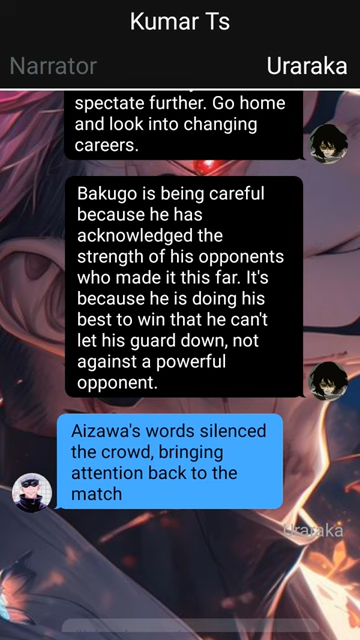 Kumar Ts
Narrator
Uraraka
spectate further. Go home
and look into changing
careers.
Bakugo is being careful
because he has
acknowledged the
strength of his opponents
who made it this far. It's
because he is doing his
best to win that he can't
let his guard down, not
against a powerful
opponent.
Aizawa's words silenced
the crowd, bringing
attention back to the
match
Uraraka